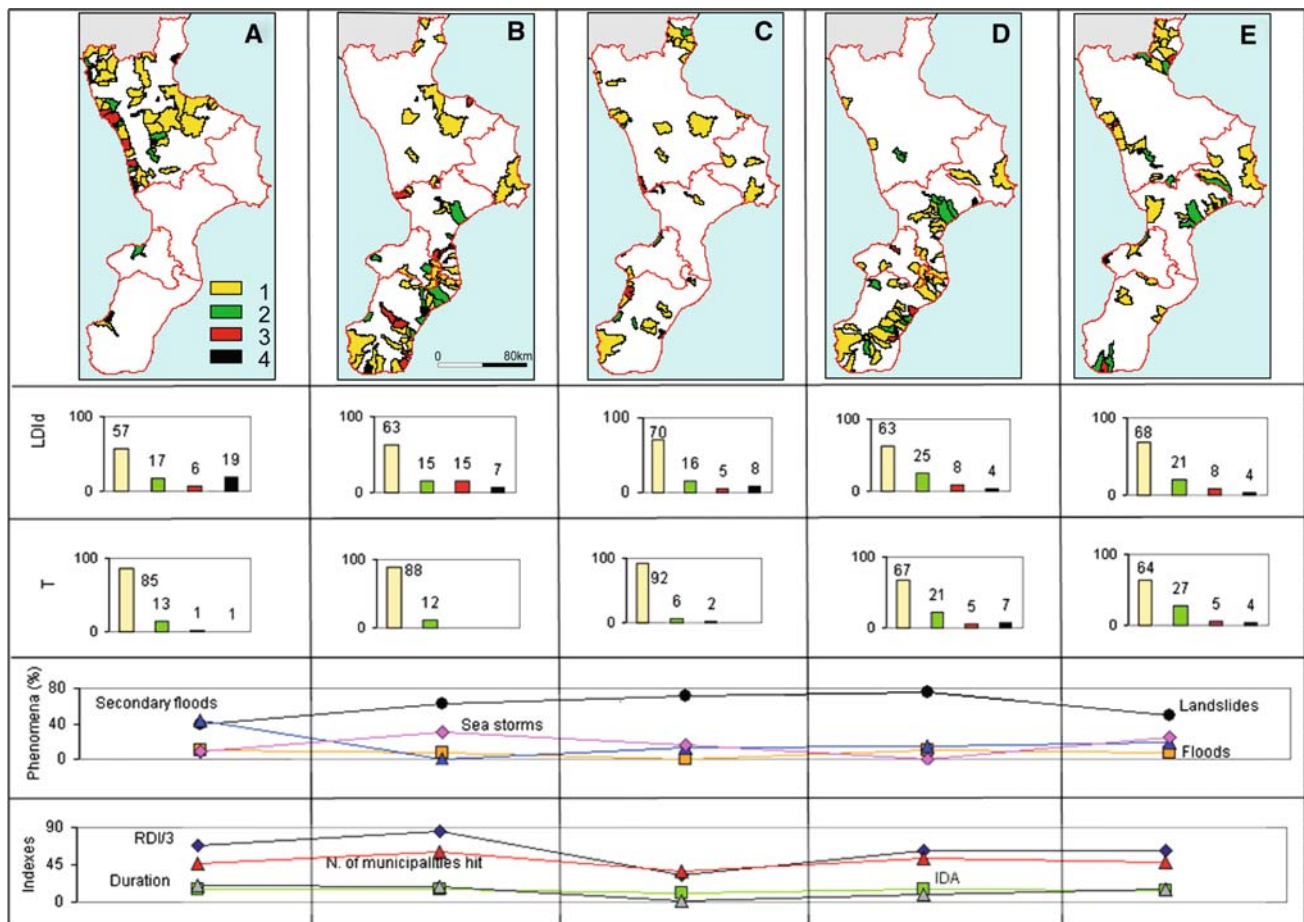 A B C D E
1
2
3
4
0 80km
LDId
100 0 57 17 6 19
100 0 63 15 15 7
100 0 70 16 5 8
100 0 63 25 8 4
100 0 68 21 8 4
T
100 0 85 13 1 1
100 0 88 12
100 0 92 6 2
100 0 67 21 5 7
100 0 64 27 5 4
Phenomena (%)
80
40
0
Secondary floods
Sea storms
Landslides
Floods
Indexes
90
45
0
RDI/3
N. of municipalities hit
Duration
IDA